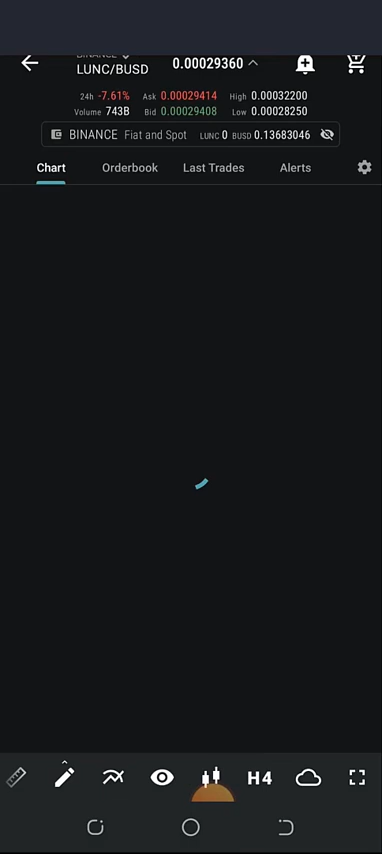 BINANCE
LUNC/BUSD
0.00029360
24h -7.61% Ask 0.00029414 High 0.00032200
Volume 743B Bid 0.00029408 Low 0.00028250
BINANCE Fiat and Spot LUNC 0 BUSD 0.13683046
Chart Orderbook Last Trades Alerts
H4